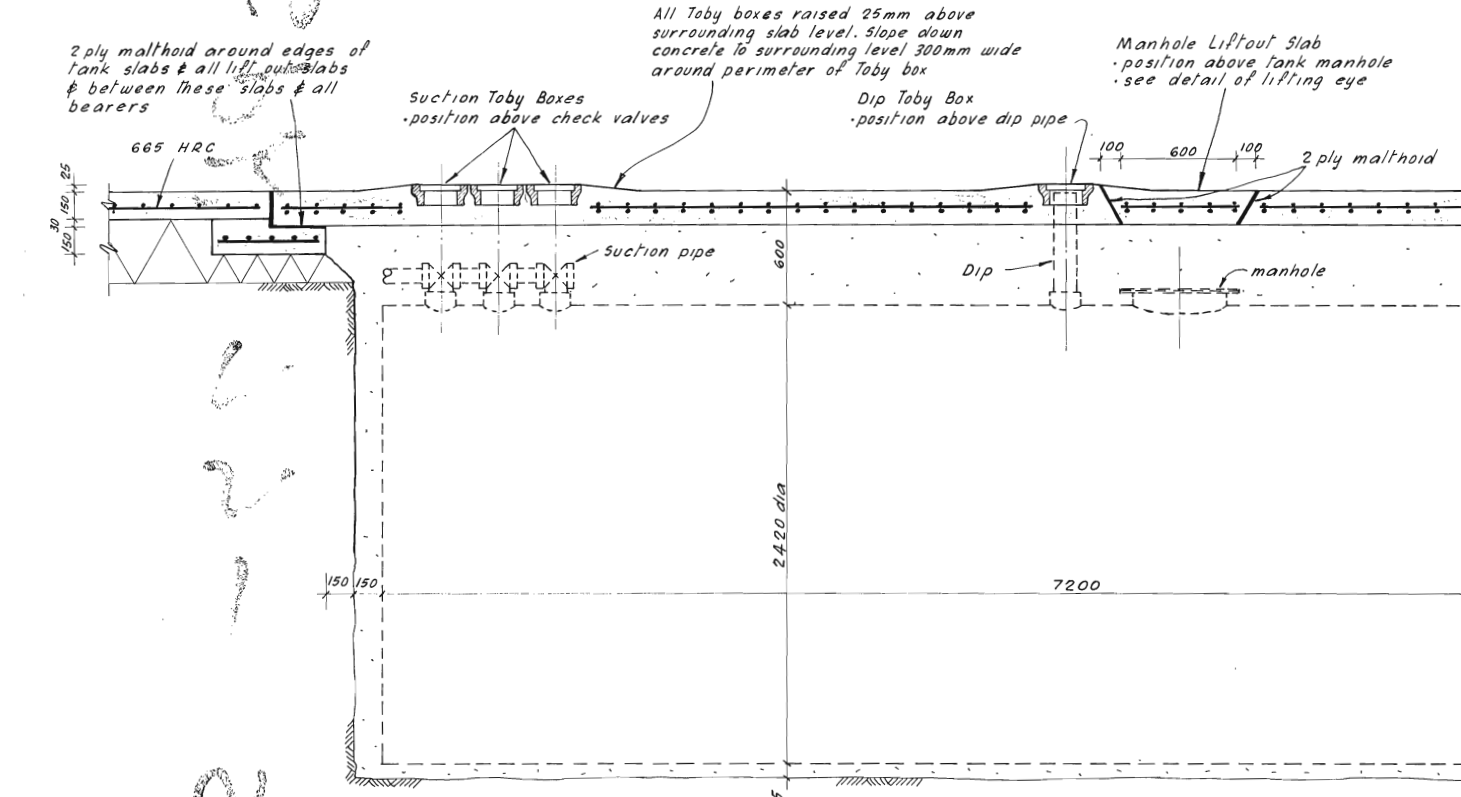 All Toby boxes raised 25mm above
surrounding slab level. Slope down
concrete to surrounding level 300mm wide
around perimeter of Toby box
2 ply malthoid around edges of
tank slabs & all lift out slabs
& between these slabs & all
bearers
Suction Toby Boxes
•position above check valves
Dip Toby Box
•position above dip pipe
Manhole Liftout Slab
• position above tank manhole
• see detail of lifting eye
665 HRC
100
600
100
2 ply malthoid
25
150
30
150
600
Suction pipe
Dip
manhole
2420 dia
150
150
7200